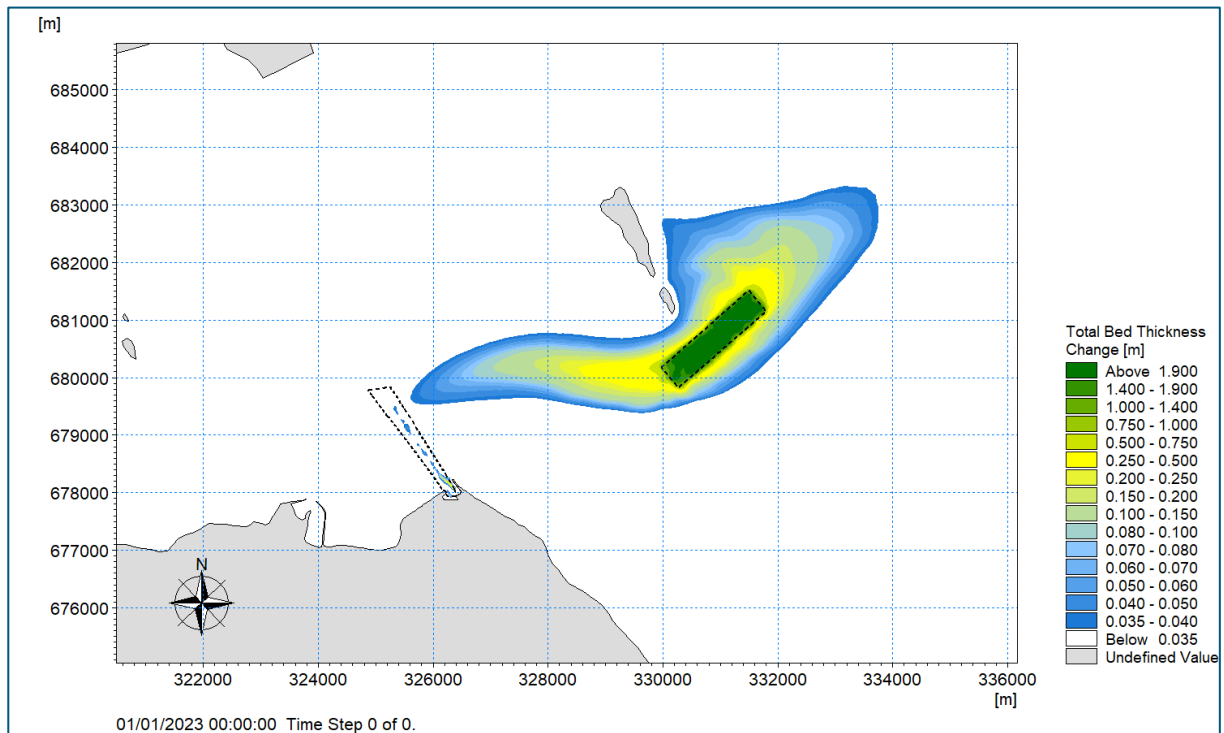 [m]
685000
684000
683000
682000
681000
680000
679000
678000
677000
676000
N
322000 324000 326000 328000 330000 332000 334000 336000
[m]
01/01/2023 00:00:00 Time Step 0 of 0.
Total Bed Thickness
Change [m]
Above 1.900
1.400 - 1.900
1.000 - 1.400
0.750 - 1.000
0.500 - 0.750
0.250 - 0.500
0.200 - 0.250
0.150 - 0.200
0.100 - 0.150
0.080 - 0.100
0.070 - 0.080
0.060 - 0.070
0.050 - 0.060
0.040 - 0.050
0.035 - 0.040
Below 0.035
Undefined Value